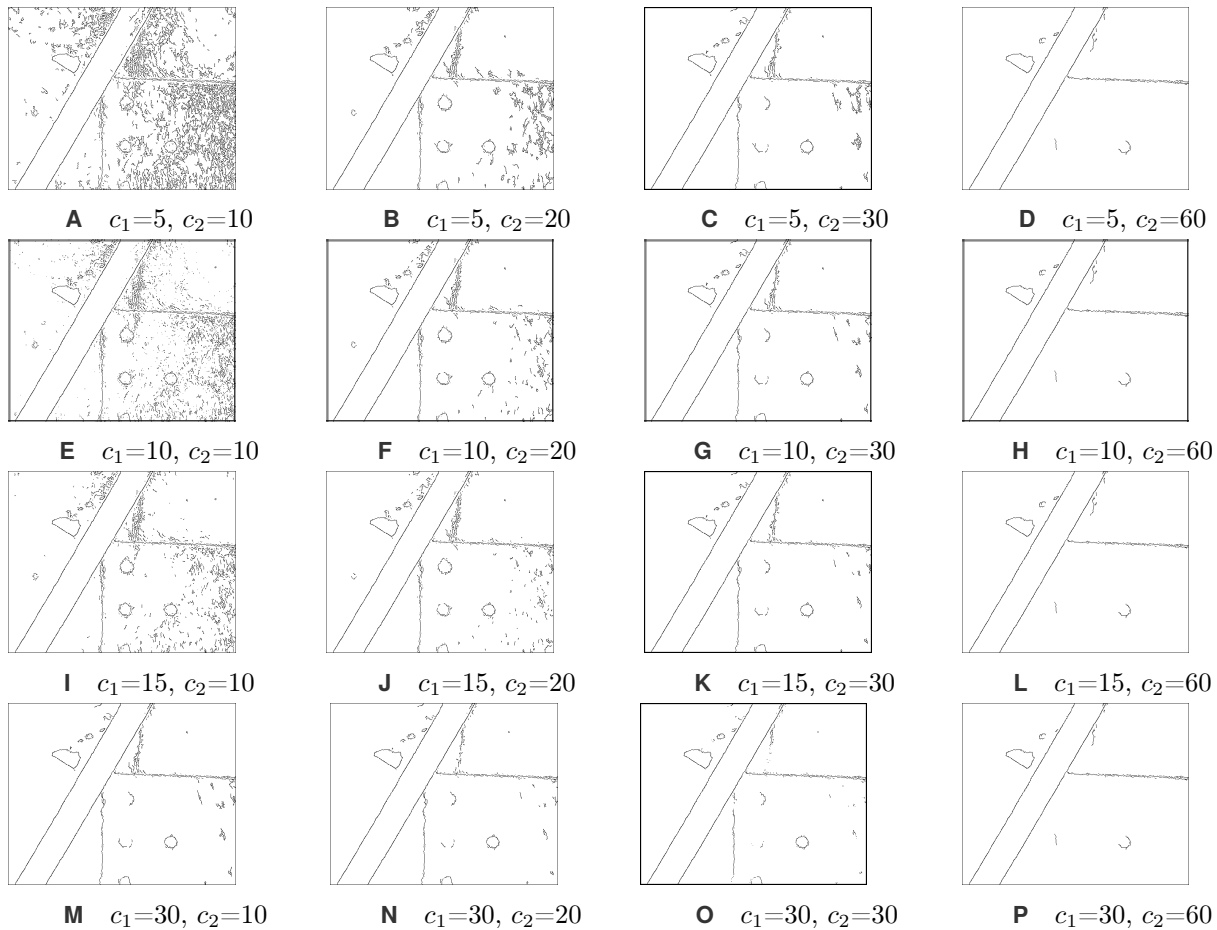 A c₁=5, c₂=10
B c₁=5, c₂=20
C c₁=5, c₂=30
D c₁=5, c₂=60
E c₁=10, c₂=10
F c₁=10, c₂=20
G c₁=10, c₂=30
H c₁=10, c₂=60
I c₁=15, c₂=10
J c₁=15, c₂=20
K c₁=15, c₂=30
L c₁=15, c₂=60
M c₁=30, c₂=10
N c₁=30, c₂=20
O c₁=30, c₂=30
P c₁=30, c₂=60